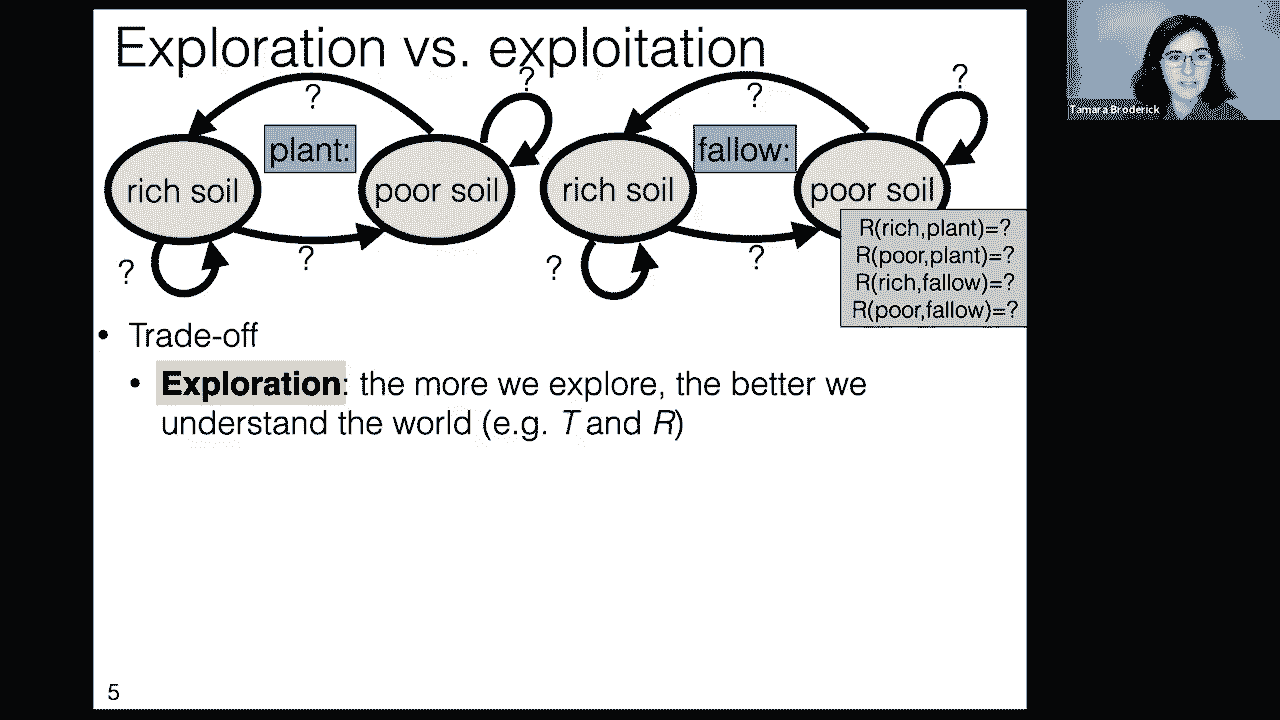 Exploration vs. exploitation
?
?
?
?
plant:
fallow:
rich soil
poor soil
rich soil
poor soil
?
?
?
?
R(rich,plant)=?
R(poor,plant)=?
R(rich,fallow)=?
R(poor,fallow)=?
• Trade-off
• Exploration: the more we explore, the better we
understand the world (e.g. T and R)
5
Tamara Broderick